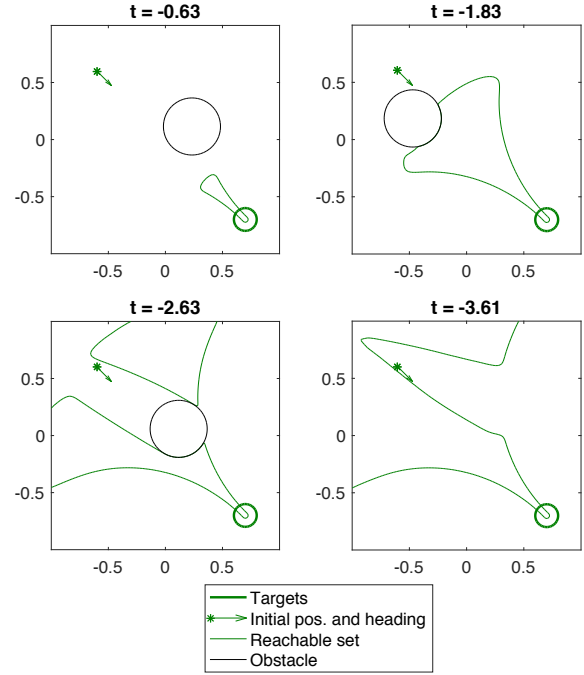 t = -0.63
0.5
0
-0.5
-0.5 0 0.5
t = -1.83
0.5
0
-0.5
-0.5 0 0.5
t = -2.63
0.5
0
-0.5
-0.5 0 0.5
t = -3.61
0.5
0
-0.5
-0.5 0 0.5
Targets
Initial pos. and heading
Reachable set
Obstacle